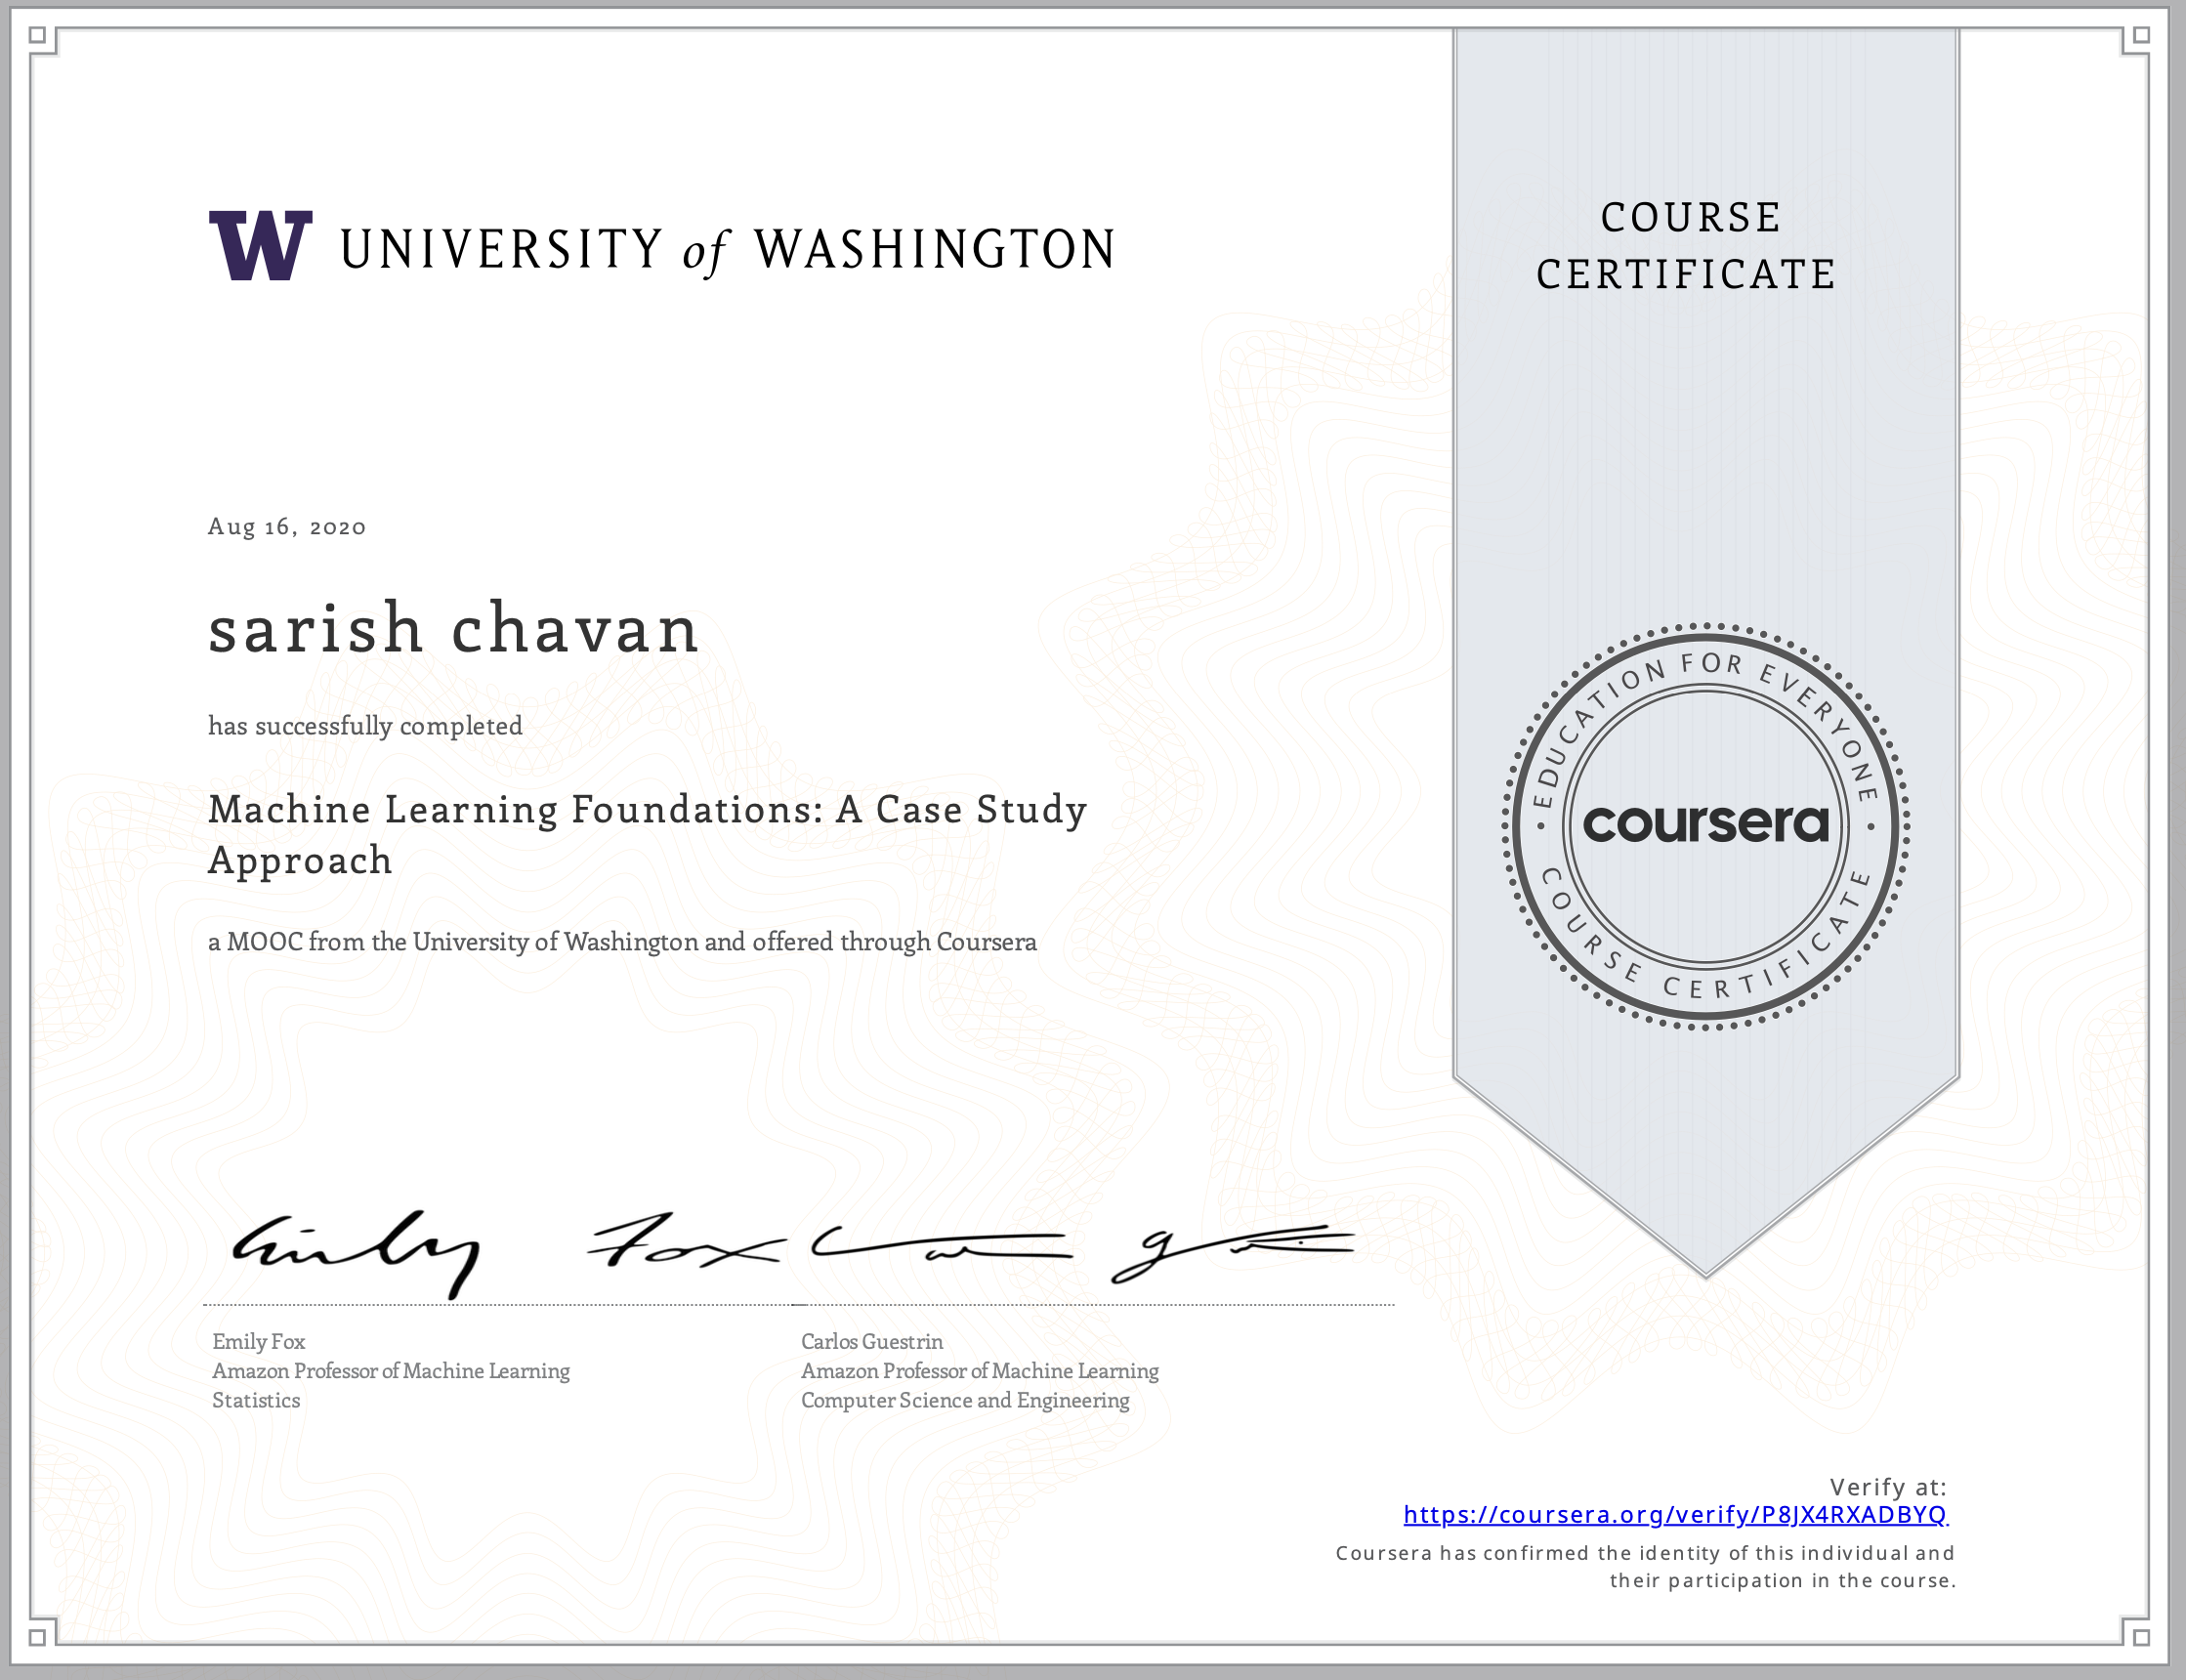 W UNIVERSITY of WASHINGTON
COURSE
CERTIFICATE
Aug 16, 2020
sarish chavan
has successfully completed
Machine Learning Foundations: A Case Study
Approach
a MOOC from the University of Washington and offered through Coursera
EDUCATION FOR EVERYONE
coursera
COURSE CERTIFICATE
Emily Fox
Carlos Guestrin
Emily Fox
Amazon Professor of Machine Learning
Statistics
Carlos Guestrin
Amazon Professor of Machine Learning
Computer Science and Engineering
Verify at:
https://coursera.org/verify/P8JX4RXADBYQ
Coursera has confirmed the identity of this individual and
their participation in the course.